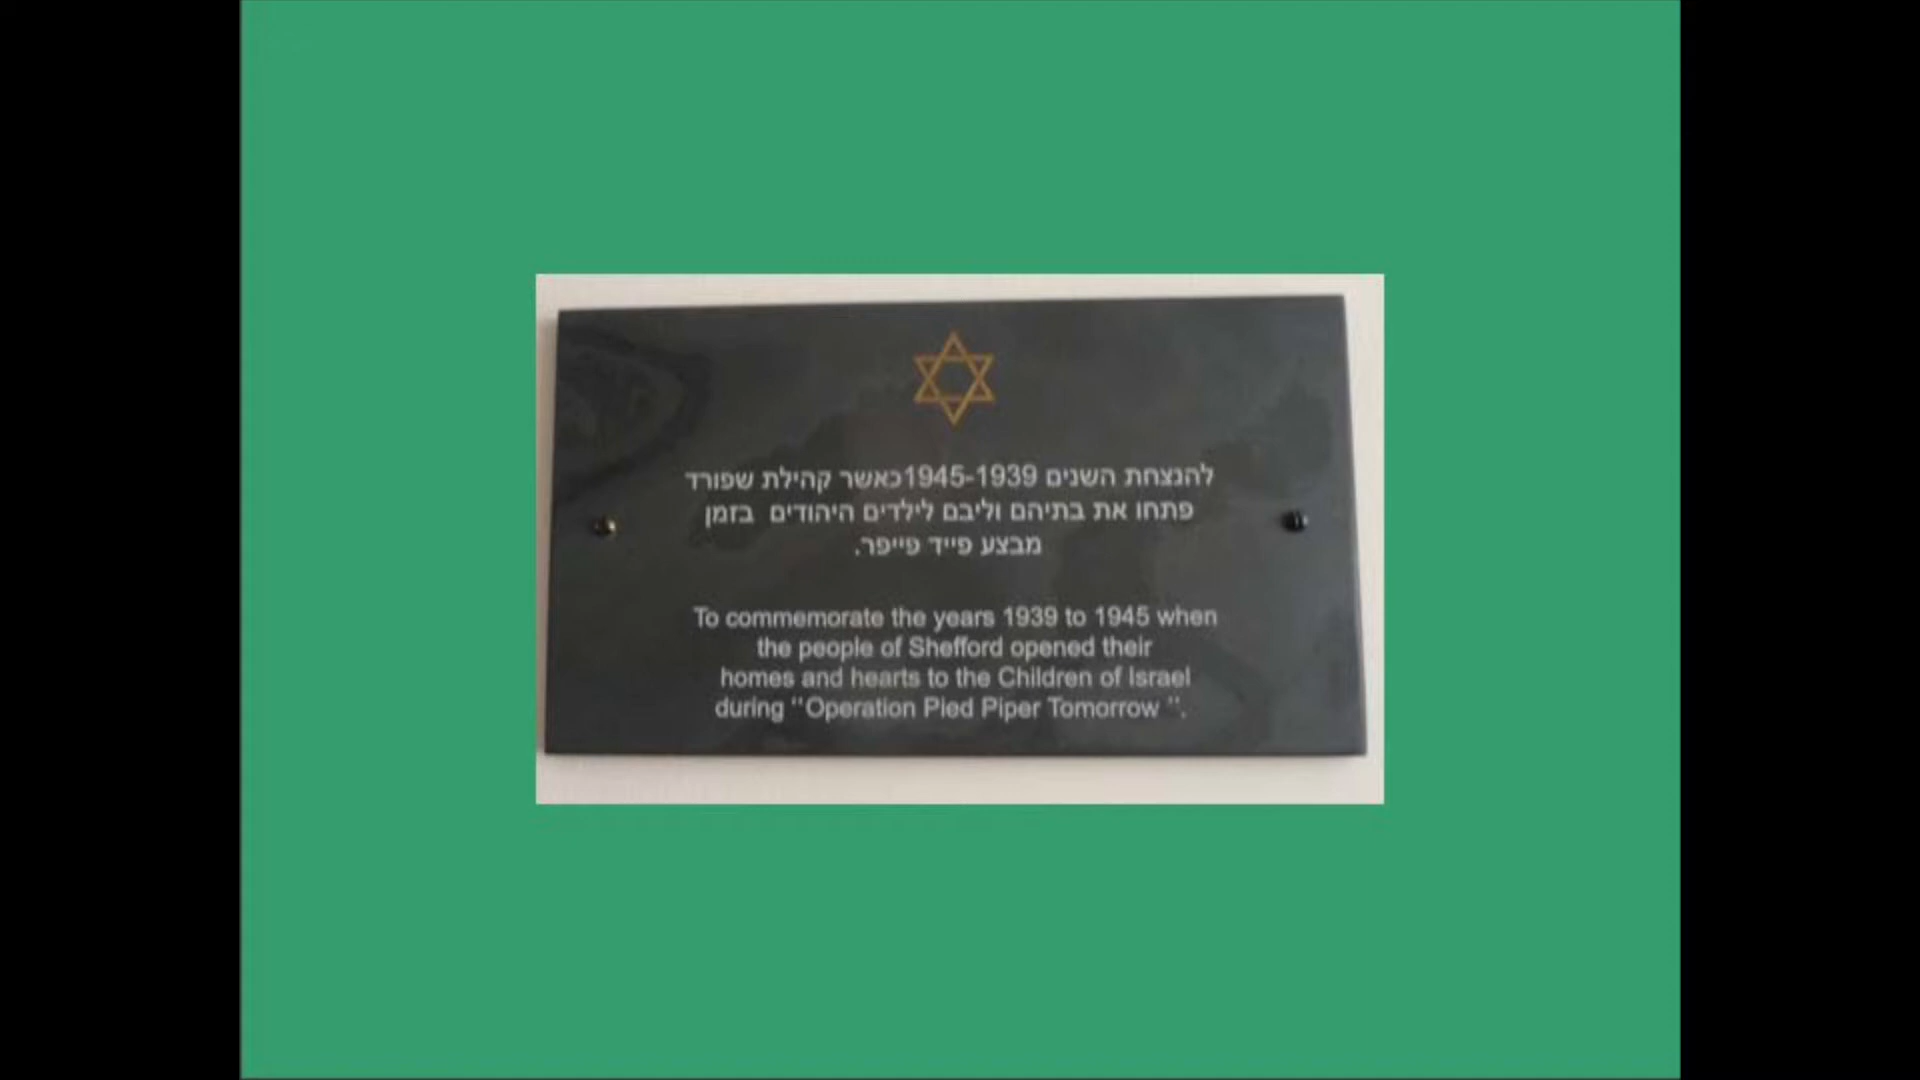 להנצחת השנים 1945-1939כאשר קהילת שפורד
פתחו את בתיהם וליבם לילדים היהודים בזמן
מבצע פייד פייפר.
To commemorate the years 1939 to 1945 when
the people of Shefford opened their
homes and hearts to the Children of Israel
during "Operation Pied Piper Tomorrow ".